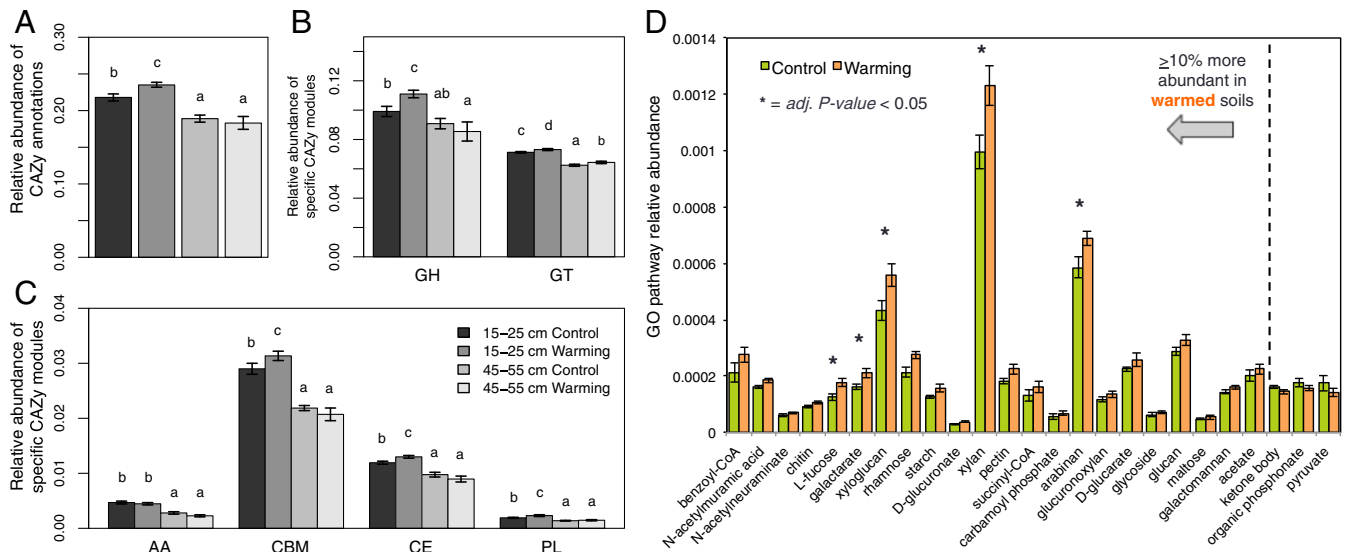 A
Relative abundance of
CAZy annotations
0.30
0.20
0.10
0.00
b
c
a
a
B
Relative abundance of
specific CAZy modules
0.12
0.08
0.04
0.00
b
c
ab
a
c
d
a
b
GH
GT
C
Relative abundance of
specific CAZy modules
0.04
0.03
0.02
0.01
0.00
15–25 cm Control
15–25 cm Warming
45–55 cm Control
45–55 cm Warming
b
b
a
a
b
c
a
a
b
c
a
a
b
c
a
a
AA
CBM
CE
PL
D
GO pathway relative abundance
0.0014
0.0012
0.001
0.0008
0.0006
0.0004
0.0002
0
Control
Warming
* = adj. P-value < 0.05
≥10% more
abundant in
warmed soils
*
*
*
*
*
benzoyl-CoA
N-acetylmuramic acid
N-acetylneuraminate
chitin
L-fucose
galactarate
xyloglucan
rhamnose
starch
D-glucuronate
xylan
pectin
succinyl-CoA
carbamoyl phosphate
arabinan
glucuronoxylan
D-glucarate
glycoside
glucan
maltose
galactomannan
acetate
ketone body
organic phosphonate
pyruvate